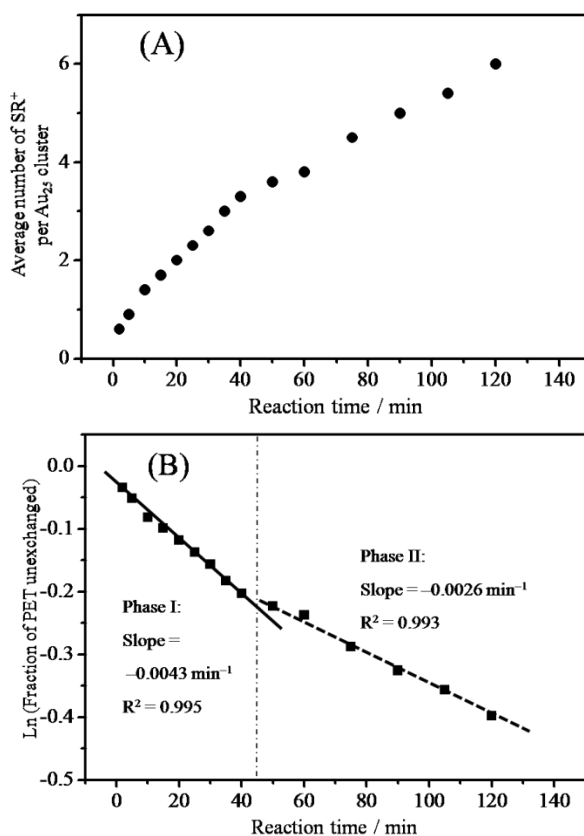 (A)
Average number of SR⁺
per Au₂₅ cluster
6
4
2
0
0 20 40 60 80 100 120 140
Reaction time / min
(B)
Ln (Fraction of PET unexchanged)
0.0
-0.1
-0.2
-0.3
-0.4
-0.5
Phase II:
Slope = −0.0026 min⁻¹
R² = 0.993
Phase I:
Slope =
−0.0043 min⁻¹
R² = 0.995
0 20 40 60 80 100 120 140
Reaction time / min